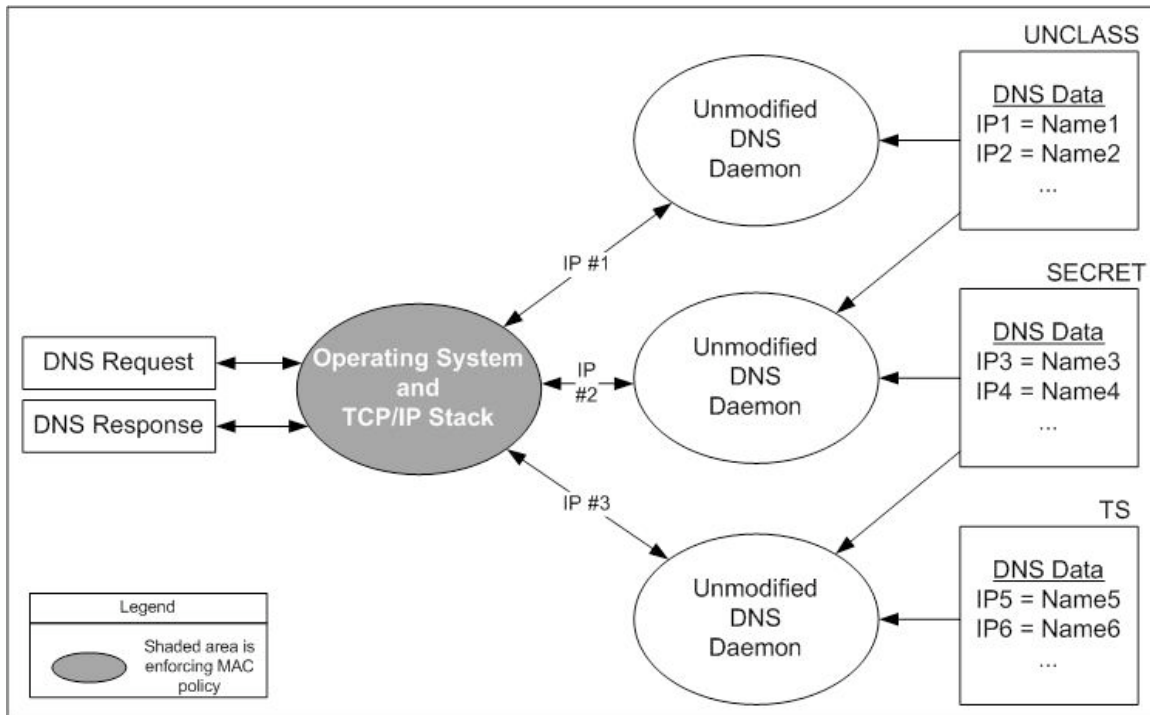 UNCLASS
Unmodified
DNS
Daemon
DNS Data
IP1 = Name1
IP2 = Name2
...
IP #1
SECRET
DNS Request
DNS Response
Operating System
and
TCP/IP Stack
IP
#2
Unmodified
DNS
Daemon
DNS Data
IP3 = Name3
IP4 = Name4
...
IP #3
TS
Unmodified
DNS
Daemon
DNS Data
IP5 = Name5
IP6 = Name6
...
Legend
Shaded area is
enforcing MAC
policy